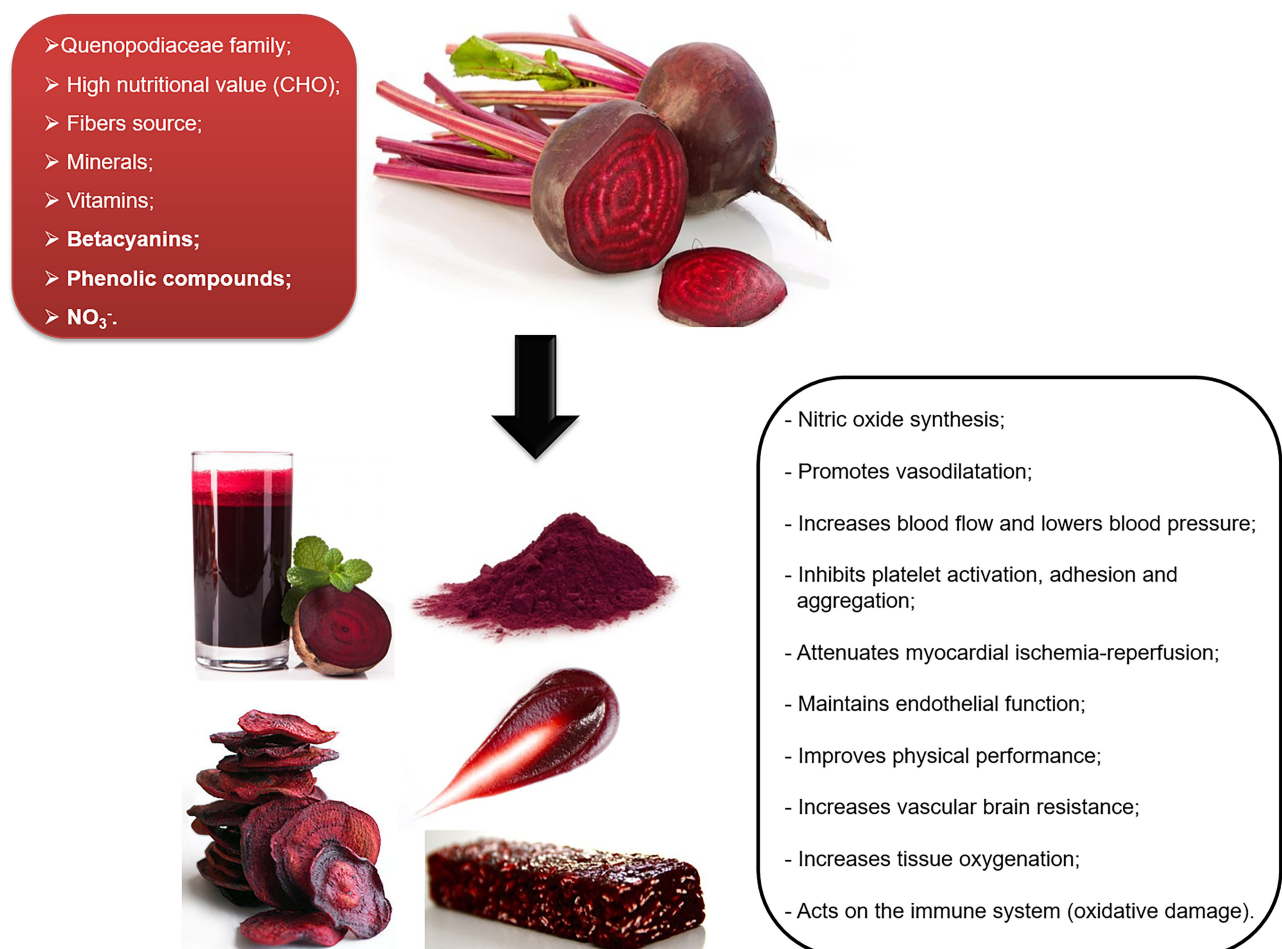 ➢Quenopodiaceae family;
➢ High nutritional value (CHO);
➢ Fibers source;
➢ Minerals;
➢ Vitamins;
➢ Betacyanins;
➢ Phenolic compounds;
➢ NO₃⁻.
- Nitric oxide synthesis;
- Promotes vasodilatation;
- Increases blood flow and lowers blood pressure;
- Inhibits platelet activation, adhesion and
aggregation;
- Attenuates myocardial ischemia-reperfusion;
- Maintains endothelial function;
- Improves physical performance;
- Increases vascular brain resistance;
- Increases tissue oxygenation;
- Acts on the immune system (oxidative damage).